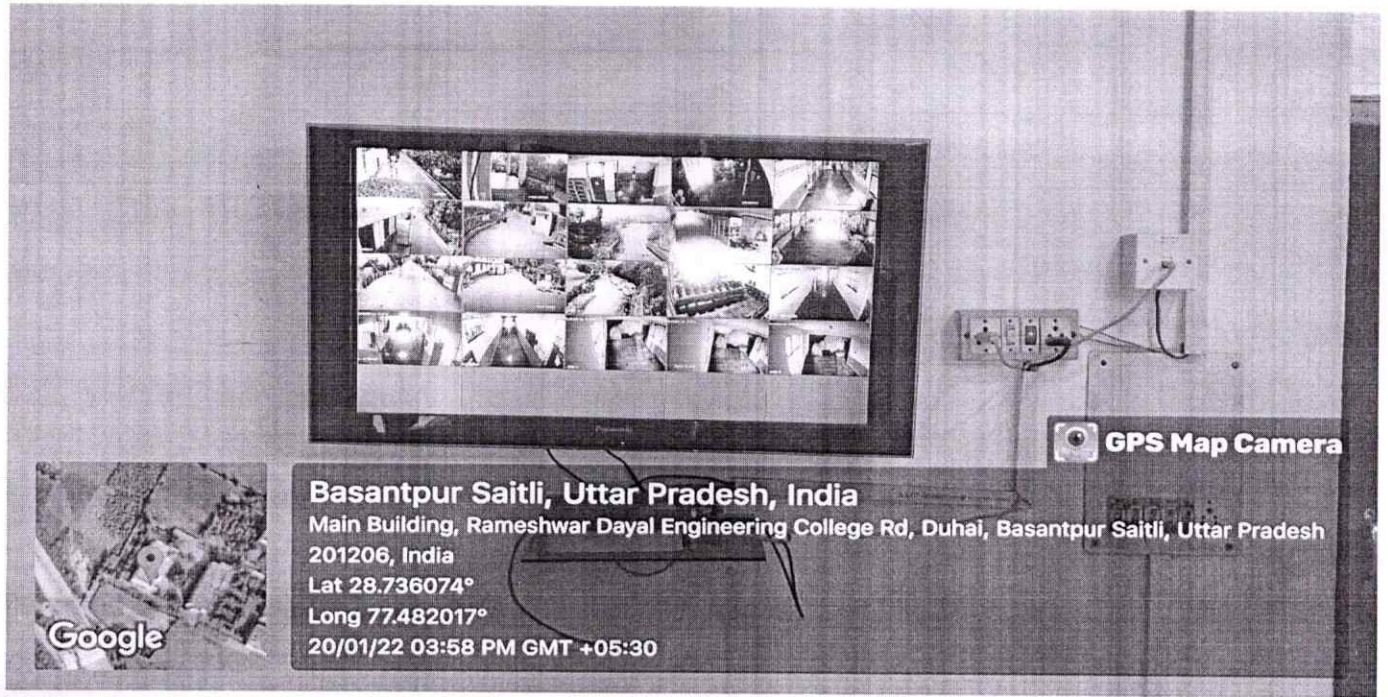 GPS Map Camera
Basantpur Saitli, Uttar Pradesh, India
Main Building, Rameshwar Dayal Engineering College Rd, Duhai, Basantpur Saitli, Uttar Pradesh
201206, India
Lat 28.736074°
Long 77.482017°
20/01/22 03:58 PM GMT +05:30
Google